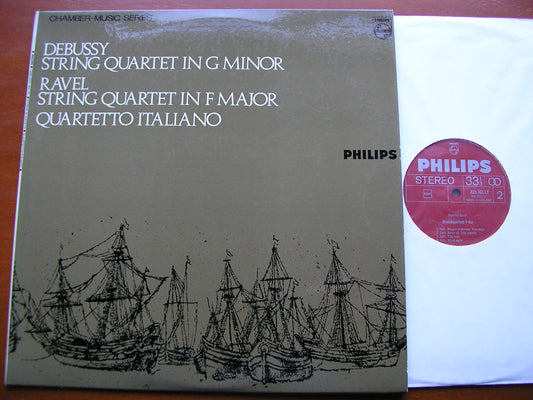 CHAMBER-MUSIC SERIES
PHILIPS
DEBUSSY
STRING QUARTET IN G MINOR
RAVEL
STRING QUARTET IN F MAJOR
QUARTETTO ITALIANO
PHILIPS
PHILIPS
STEREO 33⅓
2